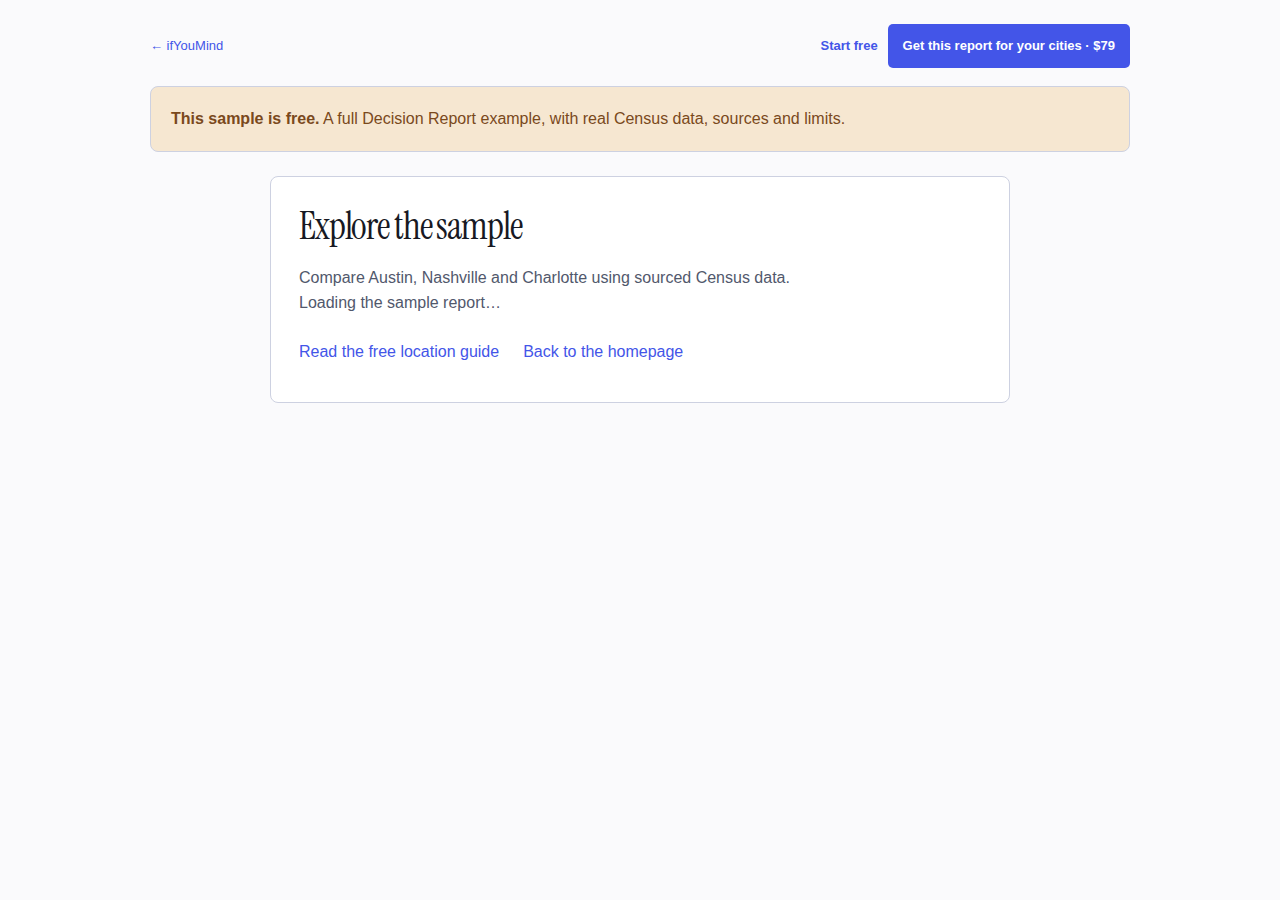 ← ifYouMind
Start free
Get this report for your cities · $79
This sample is free. A full Decision Report example, with real Census data, sources and limits.
Explore the sample
Compare Austin, Nashville and Charlotte using sourced Census data.
Loading the sample report…
Read the free location guide
Back to the homepage